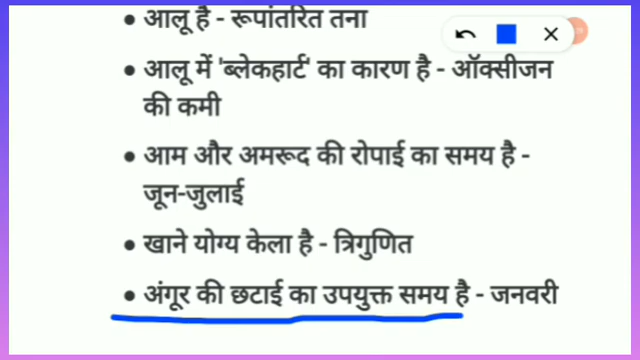 • आलू है - रूपांतरित तना
• आलू में 'ब्लेकहार्ट' का कारण है - ऑक्सीजन
की कमी
• आम और अमरूद की रोपाई का समय है -
जून-जुलाई
• खाने योग्य केला है - त्रिगुणित
• अंगूर की छटाई का उपयुक्त समय है - जनवरी